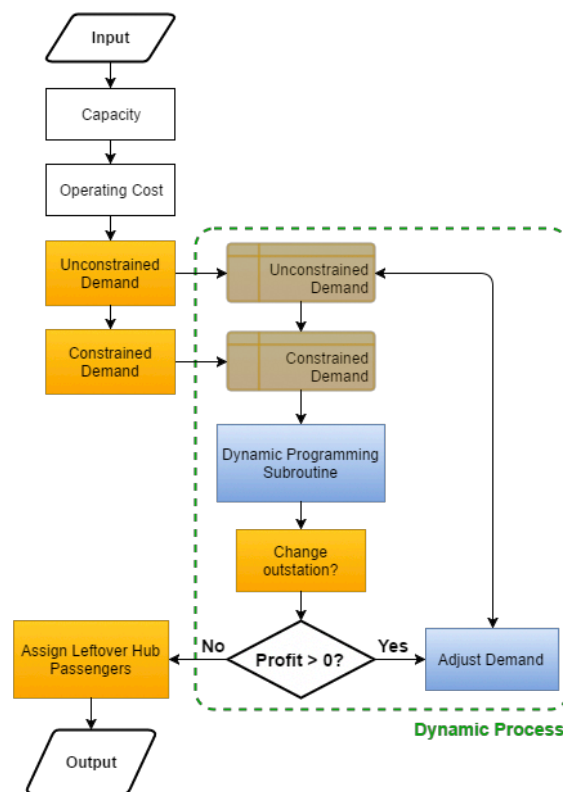 Input
Capacity
Operating Cost
Unconstrained
Demand
Unconstrained
Demand
Constrained
Demand
Constrained
Demand
Dynamic Programming
Subroutine
Change
outstation?
Assign Leftover Hub
Passengers
No
Profit > 0?
Yes
Adjust Demand
Dynamic Process
Output